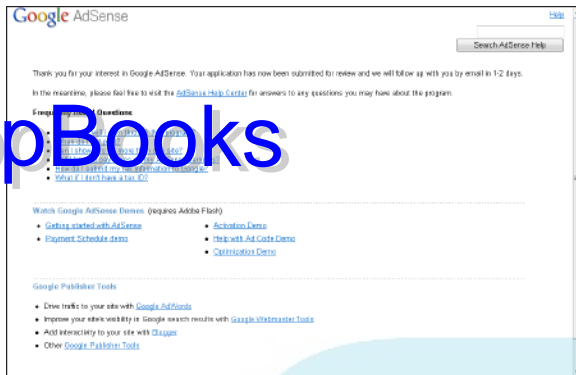 Google AdSense
Help
Search AdSense Help
Thank you for your interest in Google AdSense. Your application has now been submitted for review and we will follow up with you by email in 1-2 days.
In the meantime, please feel free to visit the AdSense Help Center for answers to any questions you may have about the program.
Frequently Asked Questions
pBooks
What if I don't have a tax ID?
Watch Google AdSense Demos (requires Adobe Flash)
Getting started with AdSense
Activation Demo
Payment Schedule demo
Help with Ad Code Demo
Optimization Demo
Google Publisher Tools
Drive traffic to your site with Google AdWords
Improve your site's visibility in Google search results with Google Webmaster Tools
Add interactivity to your site with Blogger
Other Google Publisher Tools